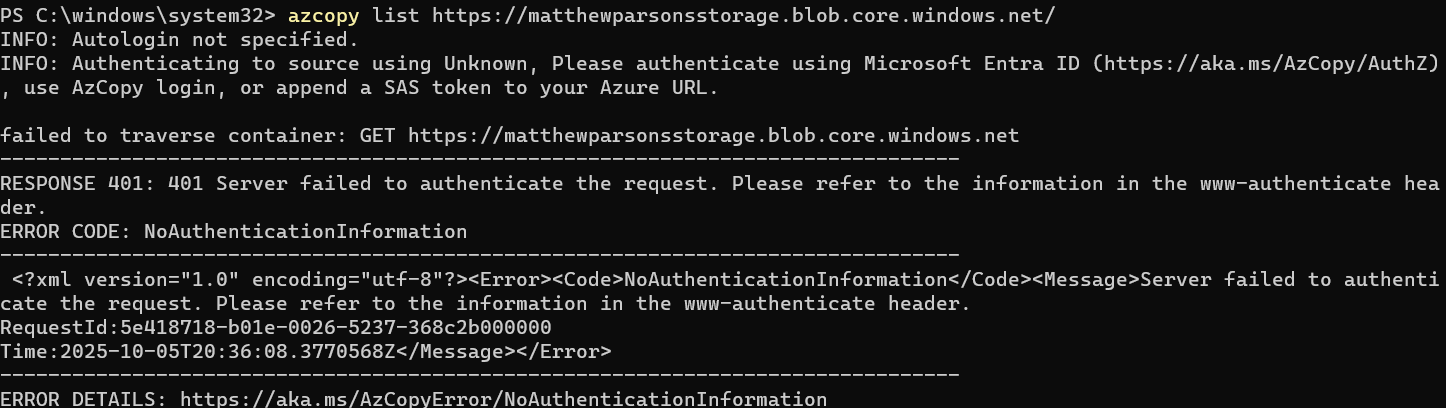 PS C:\windows\system32> azcopy list https://matthewparsonsstorage.blob.core.windows.net/
INFO: Autologin not specified.
INFO: Authenticating to source using Unknown, Please authenticate using Microsoft Entra ID (https://aka.ms/AzCopy/AuthZ)
, use AzCopy login, or append a SAS token to your Azure URL.
failed to traverse container: GET https://matthewparsonsstorage.blob.core.windows.net
--------------------------------------------------------------------------------
RESPONSE 401: 401 Server failed to authenticate the request. Please refer to the information in the www-authenticate hea
der.
ERROR CODE: NoAuthenticationInformation
--------------------------------------------------------------------------------
<?xml version="1.0" encoding="utf-8"?><Error><Code>NoAuthenticationInformation</Code><Message>Server failed to authenti
cate the request. Please refer to the information in the www-authenticate header.
RequestId:5e418718-b01e-0026-5237-368c2b000000
Time:2025-10-05T20:36:08.3770568Z</Message></Error>
--------------------------------------------------------------------------------
ERROR DETAILS: https://aka.ms/AzCopyError/NoAuthenticationInformation